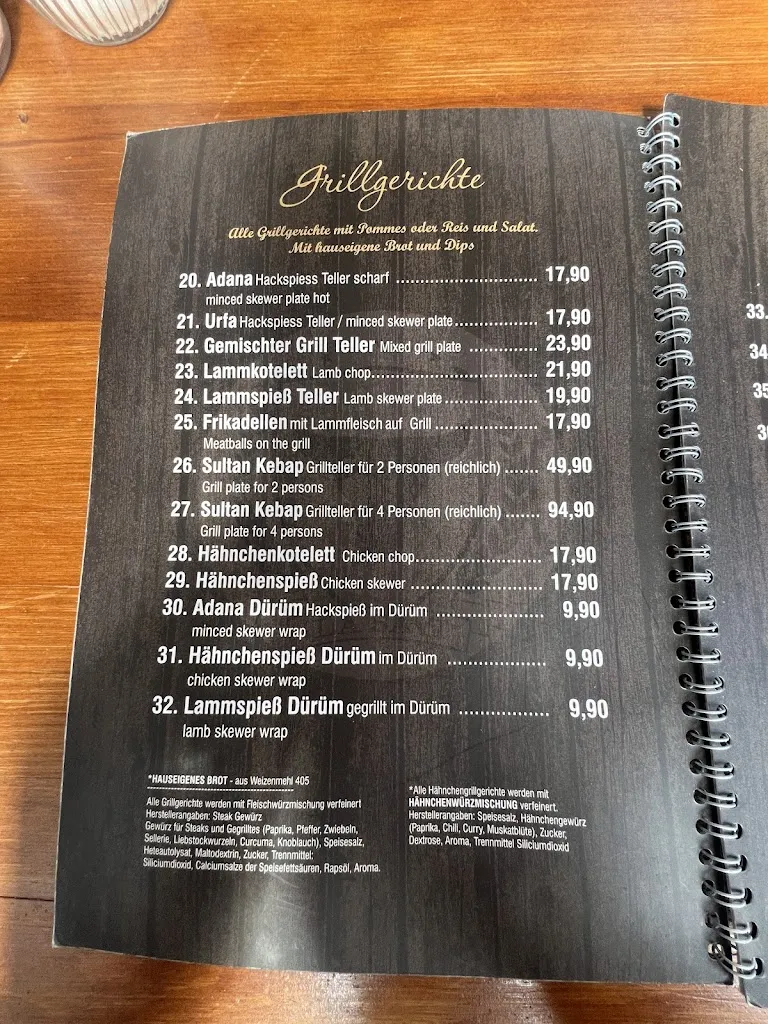 Grillgerichte
Alle Grillgerichte mit Pommes oder Reis und Salat.
Mit hauseigene Brot und Dips
20. Adana Hackspiess Teller scharf .................................. 17,90
minced skewer plate hot
21. Urfa Hackspiess Teller / minced skewer plate................... 17,90
22. Gemischter Grill Teller Mixed grill plate ................ 23,90
23. Lammkotelett Lamb chop....................................... 21,90
24. Lammspieß Teller Lamb skewer plate...................... 19,90
25. Frikadellen mit Lammfleisch auf Grill ........................ 17,90
Meatballs on the grill
26. Sultan Kebap Grillteller für 2 Personen (reichlich) ....... 49,90
Grill plate for 2 persons
27. Sultan Kebap Grillteller für 4 Personen (reichlich) ....... 94,90
Grill plate for 4 persons
28. Hähnchenkotelett Chicken chop............................. 17,90
29. Hähnchenspieß Chicken skewer .............................. 17,90
30. Adana Dürüm Hackspieß im Dürüm ......................... 9,90
minced skewer wrap
31. Hähnchenspieß Dürüm im Dürüm ...................... 9,90
chicken skewer wrap
32. Lammspieß Dürüm gegrillt im Dürüm .................... 9,90
lamb skewer wrap
*HAUSEIGENES BROT - aus Weizenmehl 405
Alle Grillgerichte werden mit Fleischwürzmischung verfeinert
Herstellerangaben: Steak Gewürz
Gewürz für Steaks und Gegrilltes (Paprika, Pfeffer, Zwiebeln,
Sellerie, Liebstockwurzeln, Curcuma, Knoblauch), Speisesalz,
Heteautolysat, Maltodextrin, Zucker, Trennmittel:
Siliciumdioxid, Calciumsalze der Speisefettsäuren, Rapsöl, Aroma.
*Alle Hähnchengrillgerichte werden mit
HÄHNCHENWÜRZMISCHUNG verfeinert.
Herstellerangaben: Speisesalz, Hähnchengewürz
(Paprika, Chili, Curry, Muskatblüte), Zucker,
Dextrose, Aroma, Trennmittel Siliciumdioxid
33.
34
35